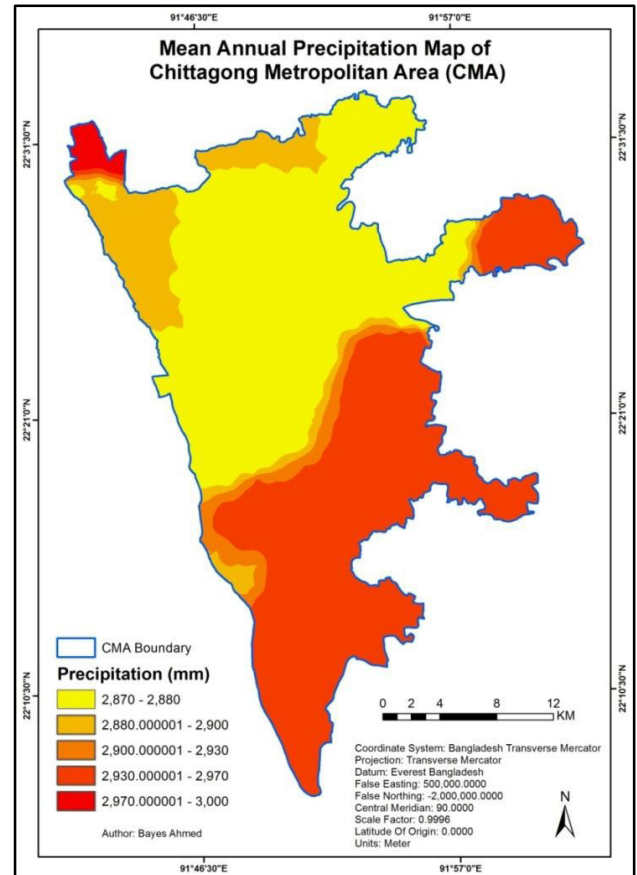 91°46'30"E
91°57'0"E
Mean Annual Precipitation Map of
Chittagong Metropolitan Area (CMA)
22°31'30"N
22°31'30"N
22°21'0"N
22°21'0"N
22°10'30"N
22°10'30"N
CMA Boundary
Precipitation (mm)
2,870 - 2,880
2,880.000001 - 2,900
2,900.000001 - 2,930
2,930.000001 - 2,970
2,970.000001 - 3,000
Author: Bayes Ahmed
0 2 4 8 12
KM
Coordinate System: Bangladesh Transverse Mercator
Projection: Transverse Mercator
Datum: Everest Bangladesh
False Easting: 500,000.0000
False Northing: -2,000,000.0000
Central Meridian: 90.0000
Scale Factor: 0.9996
Latitude Of Origin: 0.0000
Units: Meter
N
91°46'30"E
91°57'0"E